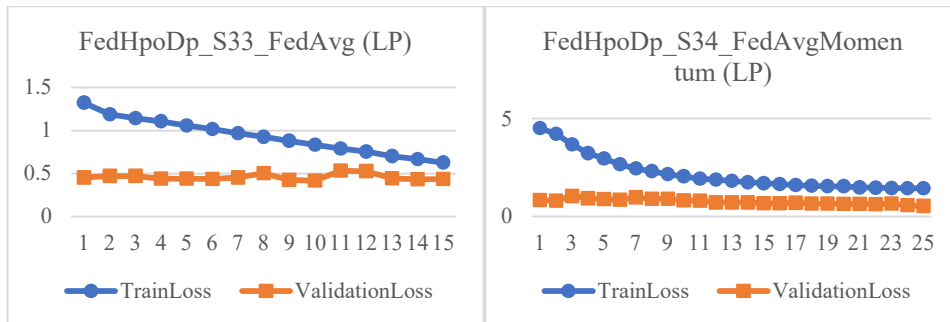 FedHpoDp_S33_FedAvg (LP)
1.5
1
0.5
0
1 2 3 4 5 6 7 8 9 10 11 12 13 14 15
TrainLoss ValidationLoss
FedHpoDp_S34_FedAvgMomen
tum (LP)
5
0
1 3 5 7 9 11 13 15 17 19 21 23 25
TrainLoss ValidationLoss